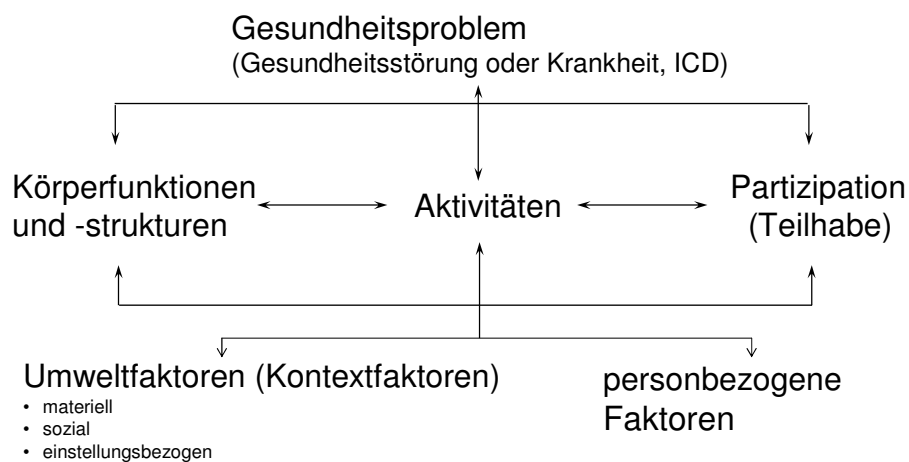 Gesundheitsproblem
(Gesundheitsstörung oder Krankheit, ICD)
Körperfunktionen
und -strukturen
Aktivitäten
Partizipation
(Teilhabe)
Umweltfaktoren (Kontextfaktoren)
• materiell
• sozial
• einstellungsbezogen
personbezogene
Faktoren